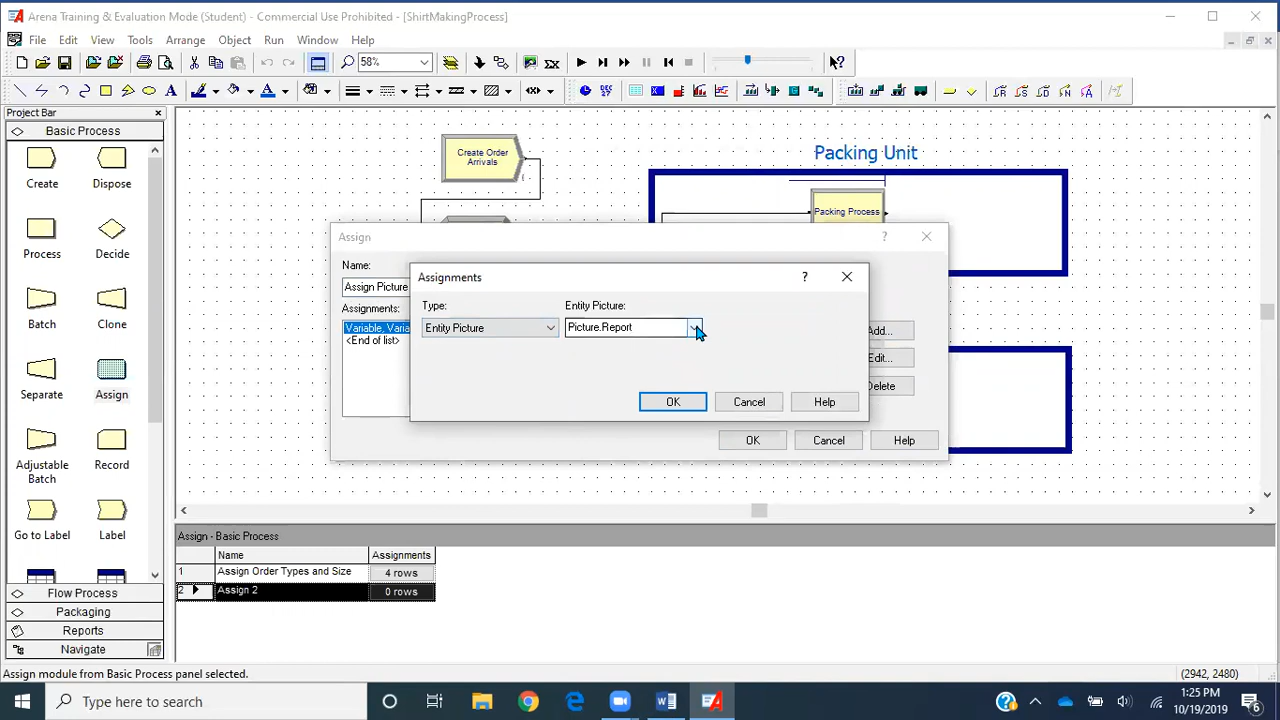 Arena Training & Evaluation Mode (Student) - Commercial Use Prohibited - [ShirtMakingProcess]
File Edit View Tools Arrange Object Run Window Help
58%
Project Bar
Basic Process
Create Dispose
Process Decide
Batch Clone
Separate Assign
Adjustable Batch Record
Go to Label Label
Flow Process
Packaging
Reports
Navigate
Create Order
Arrivals
Packing Unit
Packing Process
Assign
Name:
Assign Picture
Assignments:
Variable, Varia
<End of list>
Add...
Edit...
Delete
OK Cancel Help
Assignments
Type: Entity Picture:
Entity Picture Picture.Report
OK Cancel Help
Assign - Basic Process
Name Assignments
1 Assign Order Types and Size 4 rows
2 Assign 2 0 rows
Assign module from Basic Process panel selected.
(2942, 2480)
Type here to search
1:25 PM
10/19/2019
6